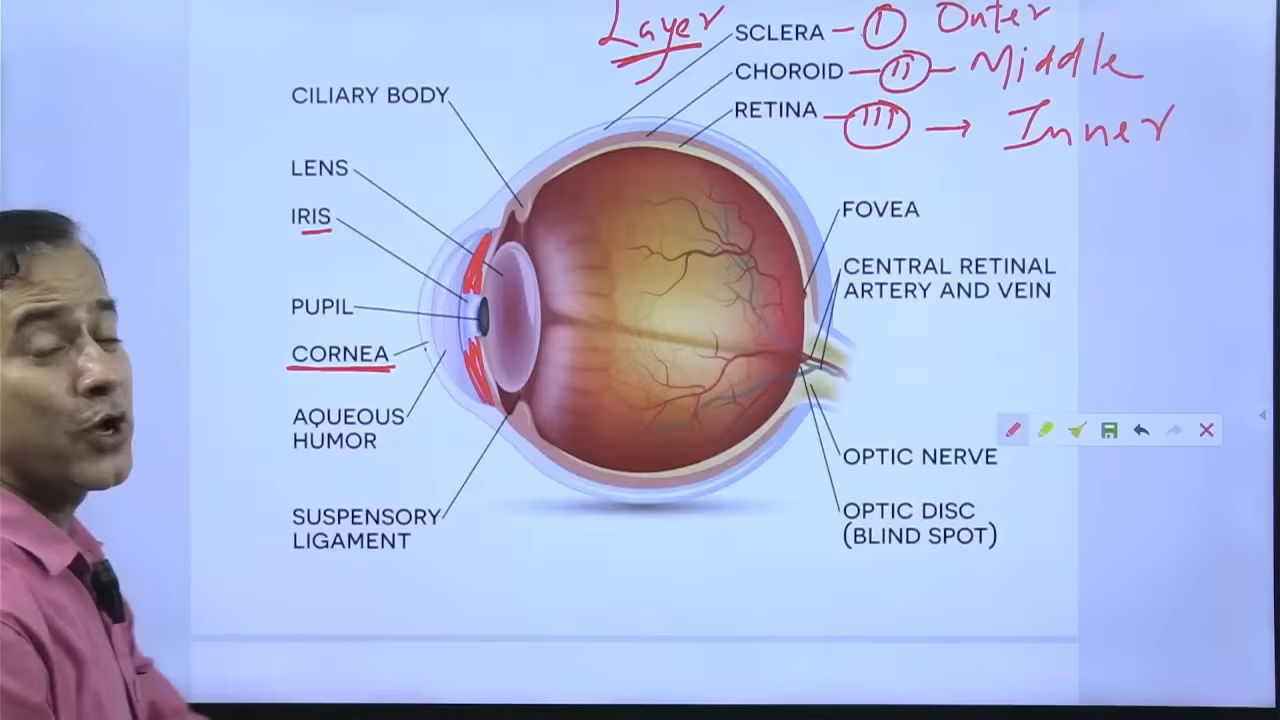 Layer
SCLERA - I Outer
CHOROID - II - Middle
RETINA - III → Inner
CILIARY BODY
LENS
IRIS
PUPIL
CORNEA
AQUEOUS
HUMOR
SUSPENSORY
LIGAMENT
FOVEA
CENTRAL RETINAL
ARTERY AND VEIN
OPTIC NERVE
OPTIC DISC
(BLIND SPOT)